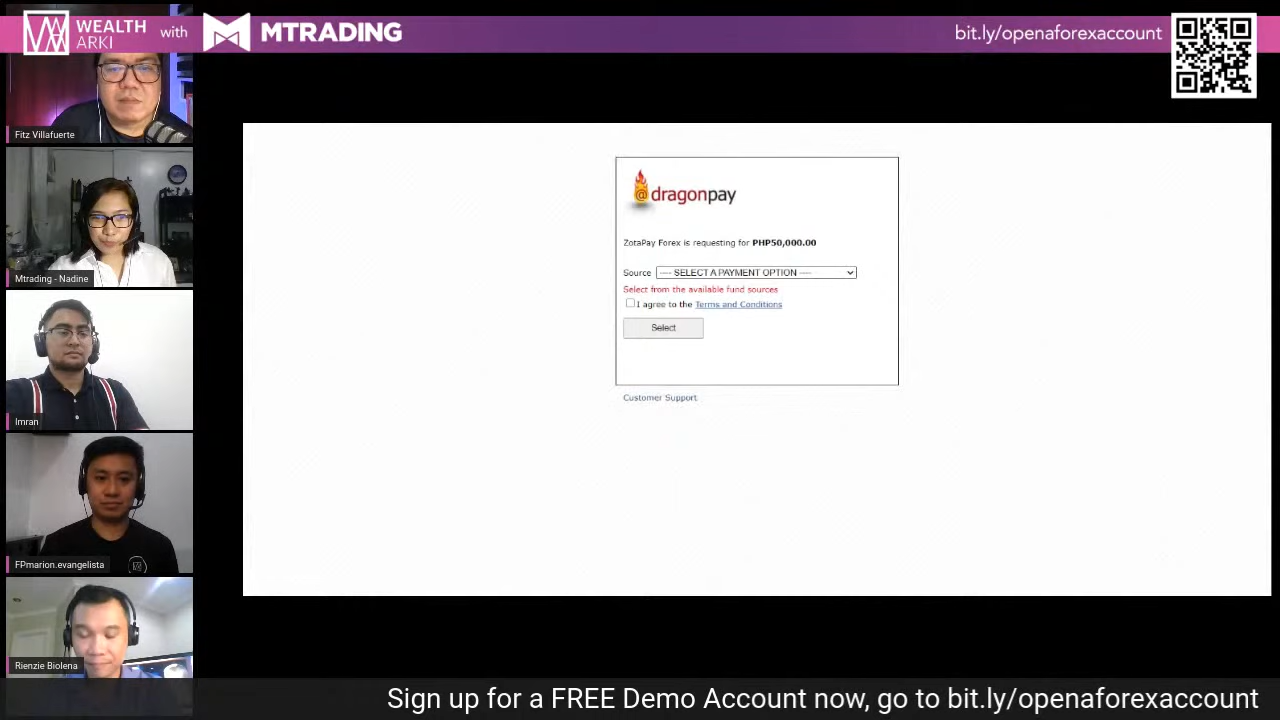 WEALTH
ARKI
with
MTRADING
bit.ly/openaforexaccount
Fitz Villafuerte
Mtrading - Nadine
Imran
FPmarion.evangelista
Rienzie Biolena
@dragonpay
ZotaPay Forex is requesting for PHP50,000.00
Source ---- SELECT A PAYMENT OPTION ----
Select from the available fund sources
I agree to the Terms and Conditions
Select
Customer Support
Sign up for a FREE Demo Account now, go to bit.ly/openaforexaccount